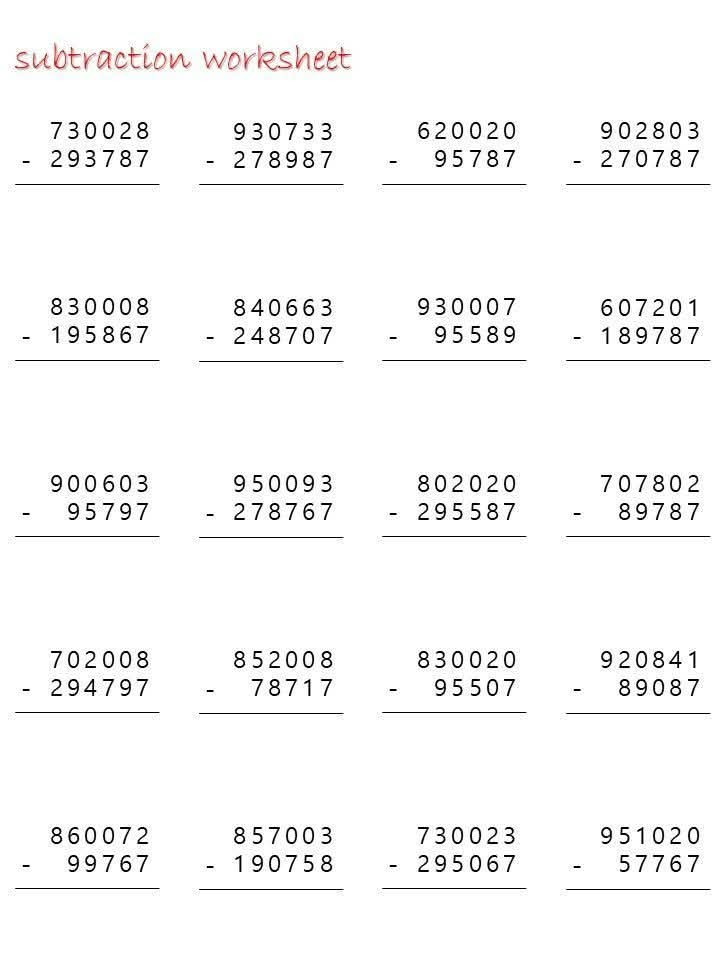 subtraction worksheet
730028 930733 620020 902803
- 293787 - 278987 - 95787 - 270787
830008 840663 930007 607201
- 195867 - 248707 - 95589 - 189787
900603 950093 802020 707802
- 95797 - 278767 - 295587 - 89787
702008 852008 830020 920841
- 294797 - 78717 - 95507 - 89087
860072 857003 730023 951020
- 99767 - 190758 - 295067 - 57767